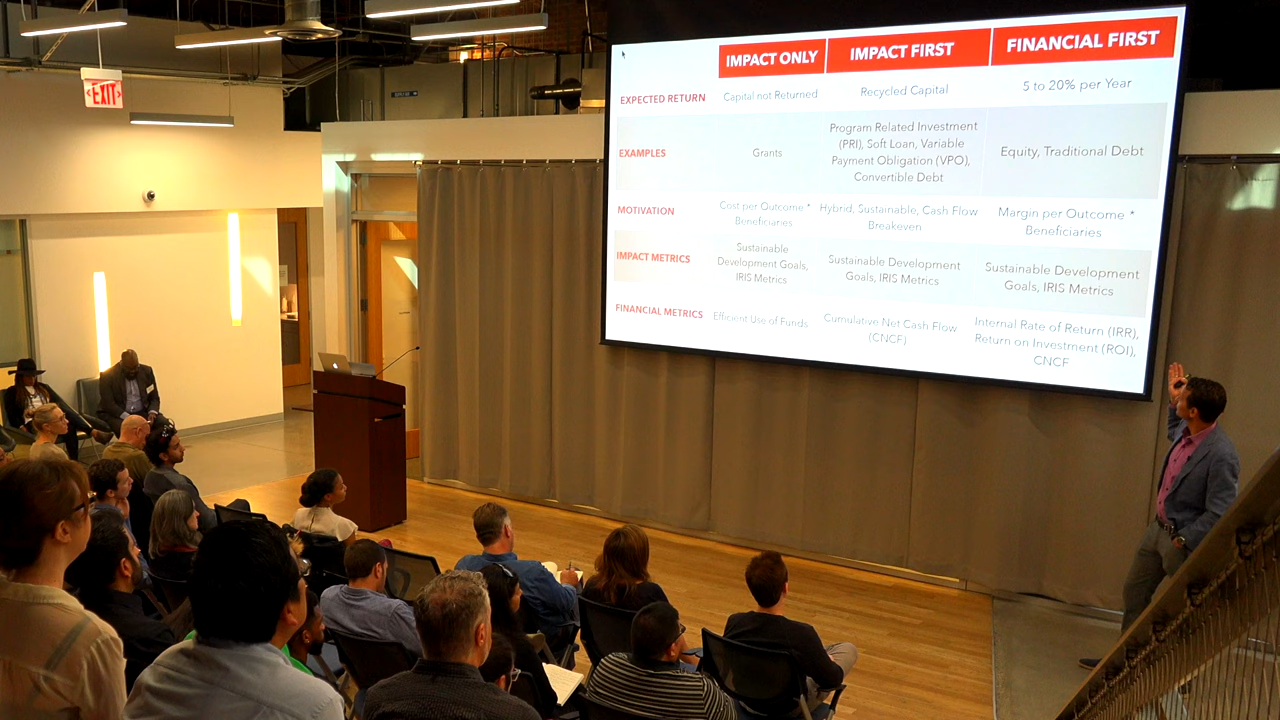 EXIT
IMPACT ONLY IMPACT FIRST FINANCIAL FIRST
EXPECTED RETURN Capital not Returned Recycled Capital 5 to 20% per Year
EXAMPLES Grants
Program Related Investment
(PRI), Soft Loan, Variable
Payment Obligation (VPO),
Convertible Debt
Equity, Traditional Debt
MOTIVATION
Cost per Outcome *
Beneficiaries
Hybrid, Sustainable, Cash Flow
Breakeven
Margin per Outcome *
Beneficiaries
IMPACT METRICS
Sustainable
Development Goals,
IRIS Metrics
Sustainable Development
Goals, IRIS Metrics
Sustainable Development
Goals, IRIS Metrics
FINANCIAL METRICS
Efficient Use of Funds
Cumulative Net Cash Flow
(CNCF)
Internal Rate of Return (IRR),
Return on Investment (ROI),
CNCF